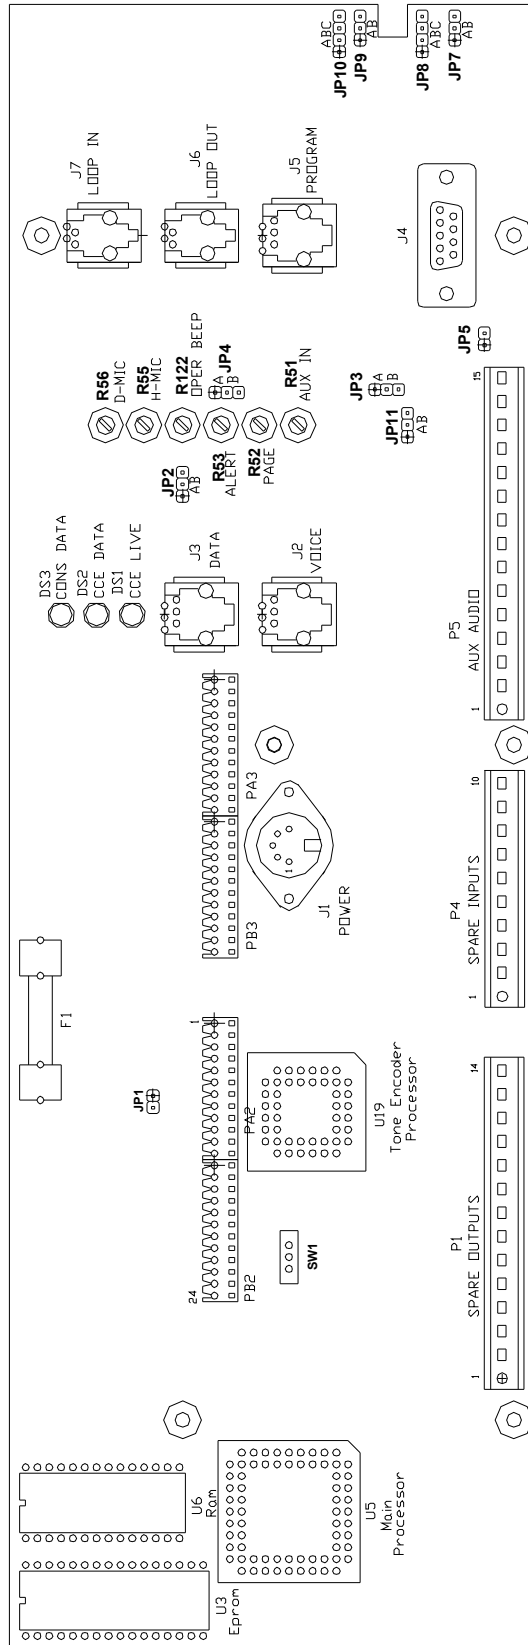 JP10
ABC
JP9
AB
JP8
ABC
JP7
AB
J7
LOOP IN
J6
LOOP OUT
J5
PROGRAM
J4
R56
D-MIC
R55
H-MIC
R122
OPER BEEP
A
B
JP4
R51
AUX IN
R53
ALERT
R52
PAGE
JP2
AB
JP3
A
B
JP11
AB
JP5
DS3
CONS DATA
DS2
CCE DATA
DS1
CCE LIVE
J3
DATA
J2
VOICE
15
P5
AUX AUDIO
1
PA3
PB3
1
J1
POWER
10
P4
SPARE INPUTS
1
F1
JP1
1
PA2
PB2
24
U19
Tone Encoder
Processor
SW1
14
P1
SPARE OUTPUTS
1
U6
Ram
U5
Main
Processor
U3
Eprom